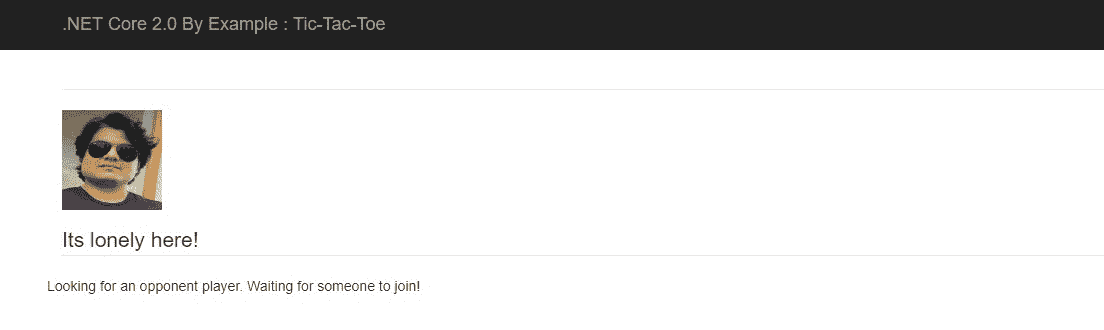 .NET Core 2.0 By Example : Tic-Tac-Toe
Its lonely here!
Looking for an opponent player. Waiting for someone to join!